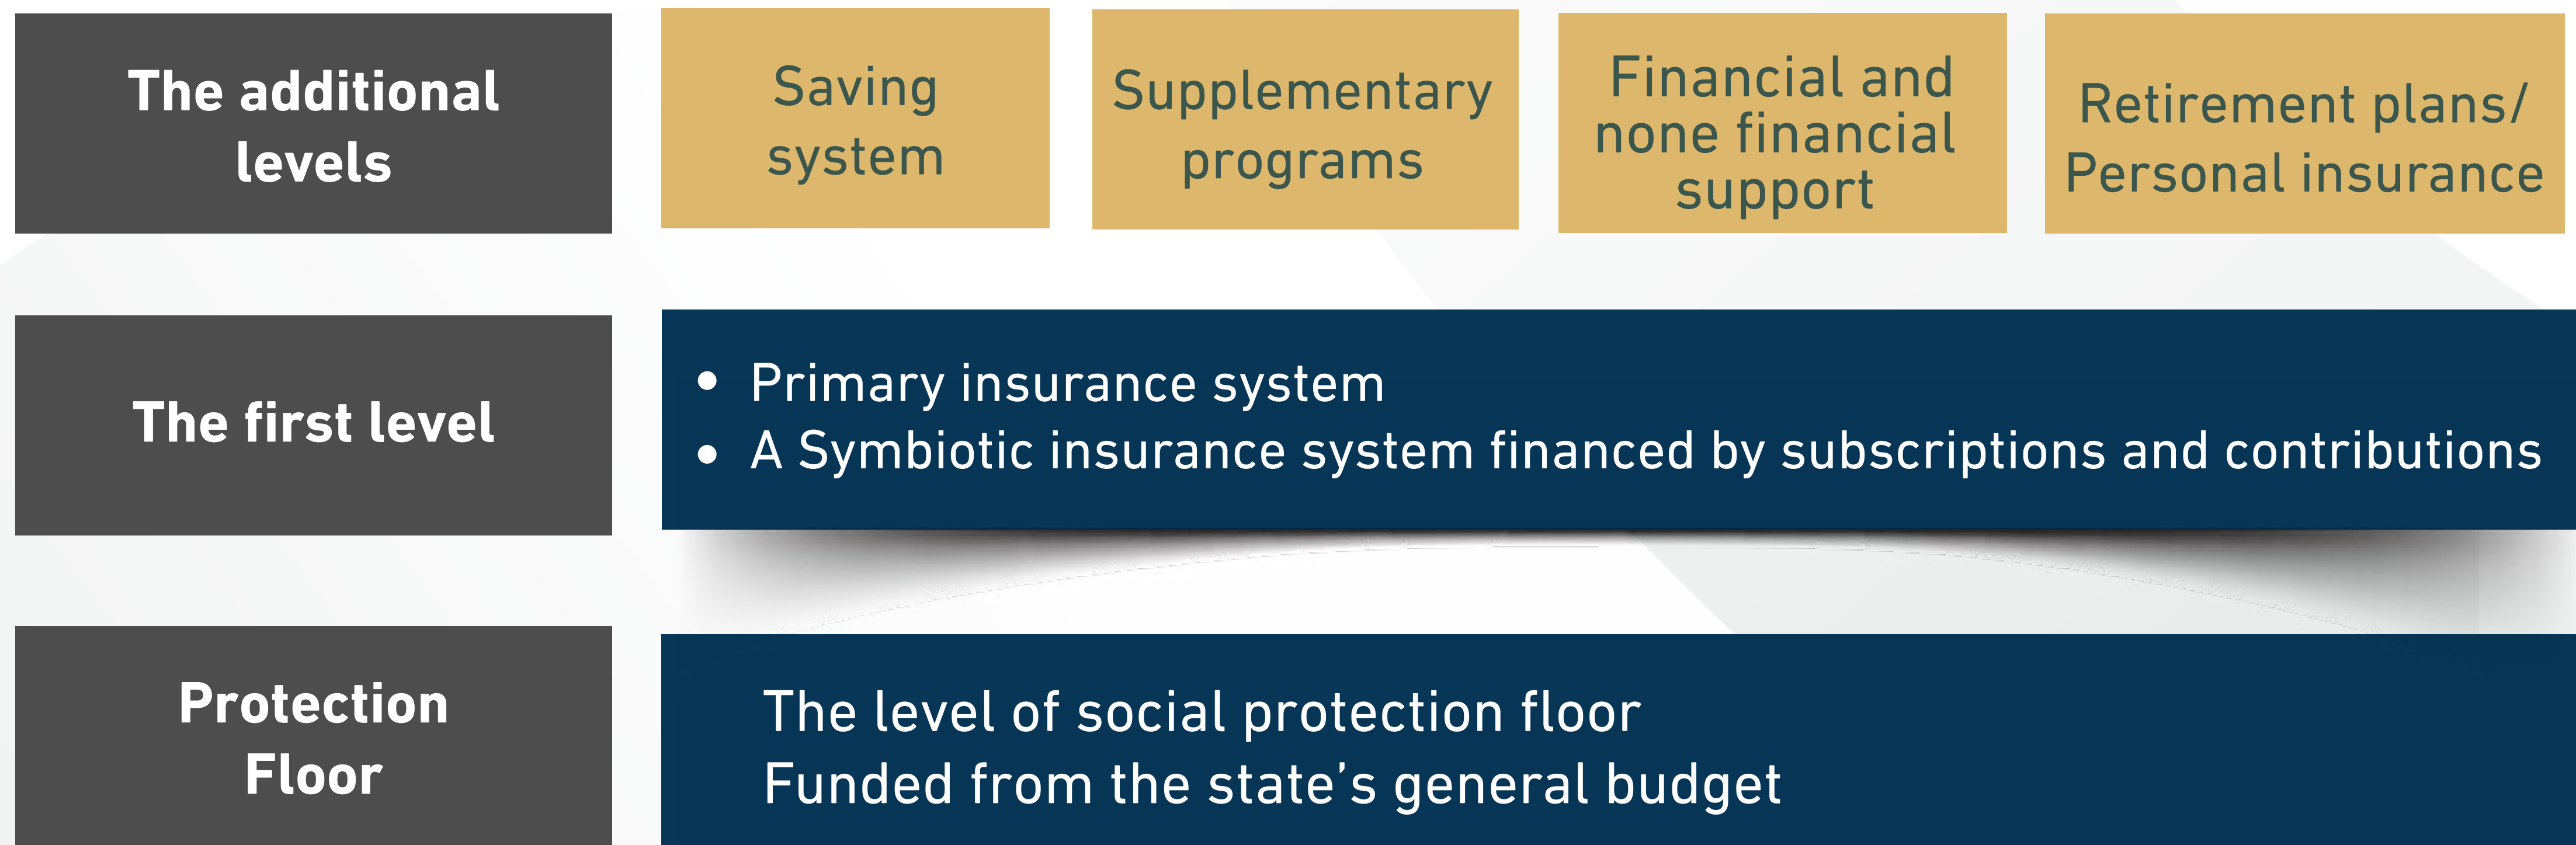 The additional
levels
Saving
system
Supplementary
programs
Financial and
none financial
support
Retirement plans/
Personal insurance
The first level
• Primary insurance system
• A Symbiotic insurance system financed by subscriptions and contributions
Protection
Floor
The level of social protection floor
Funded from the state’s general budget